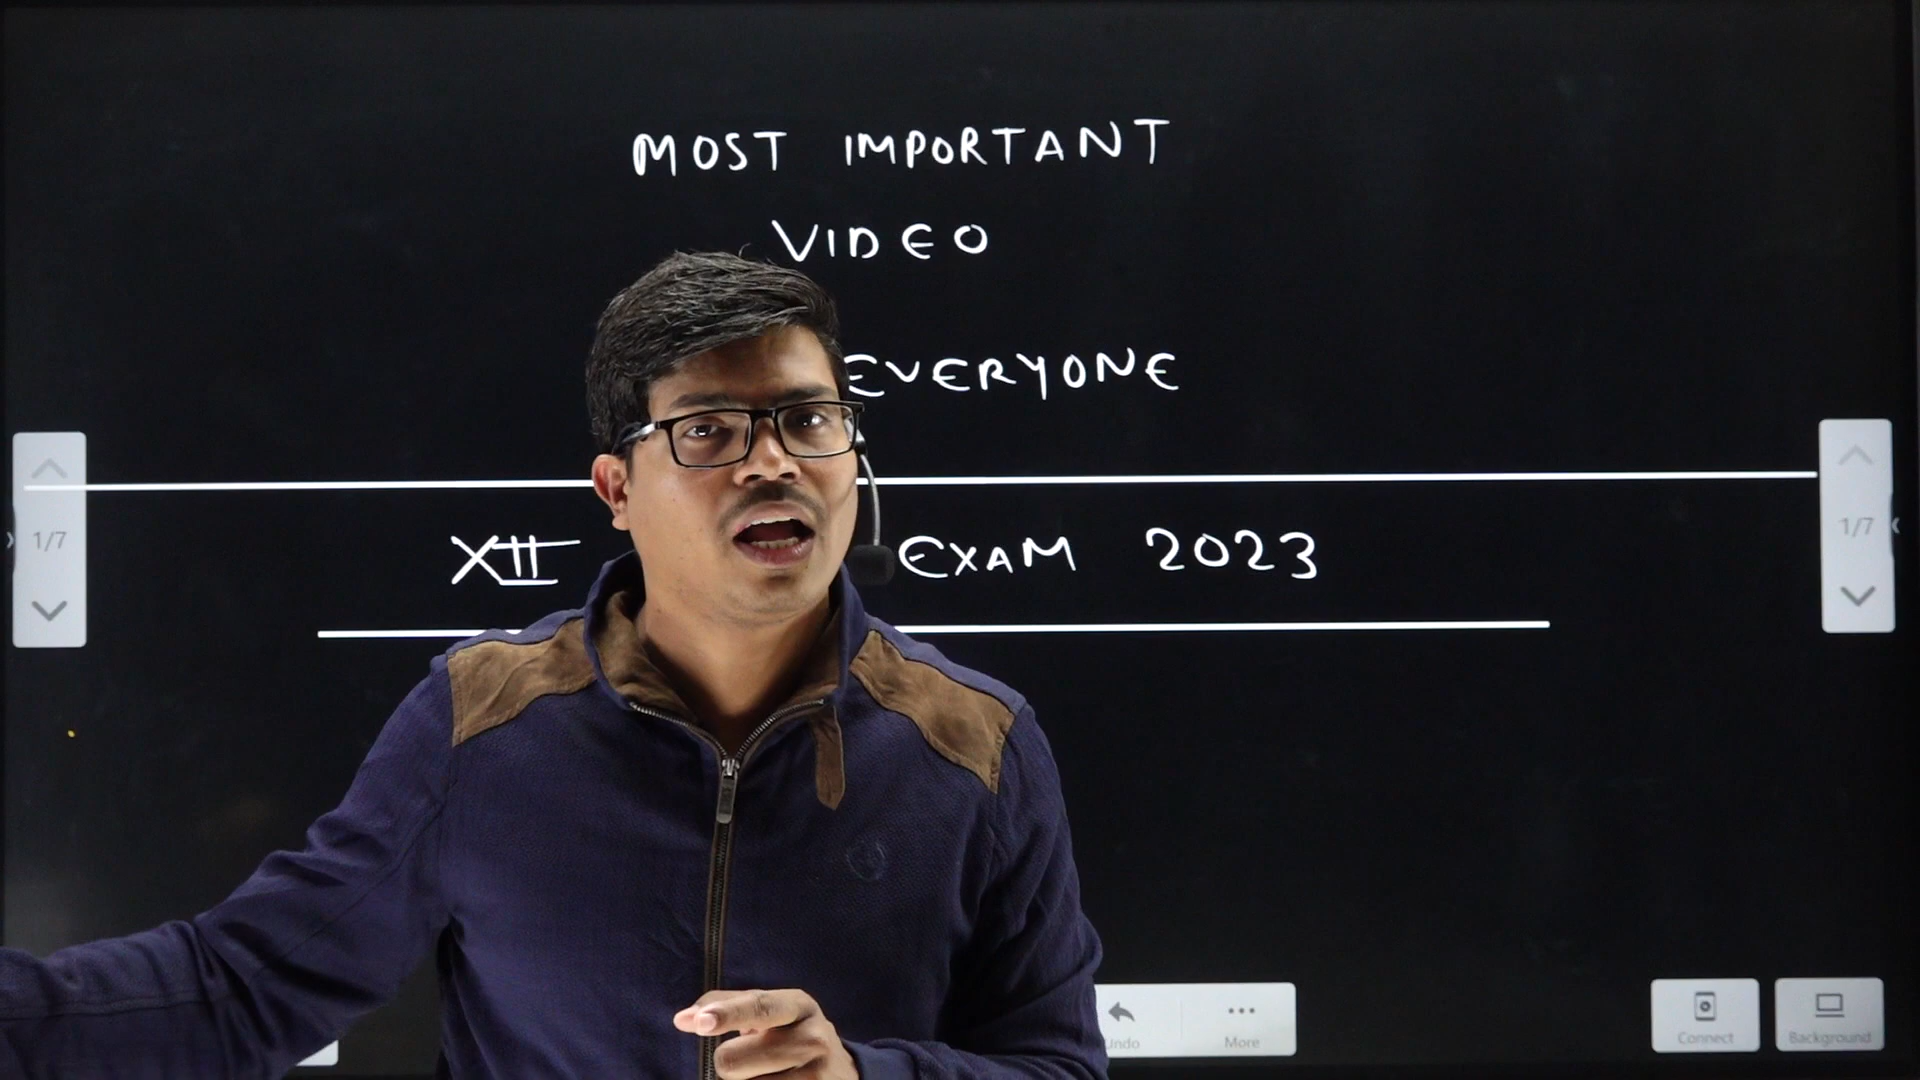 MOST IMPORTANT
VIDEO
EVERYONE
XII EXAM 2023
1/7
1/7
Undo
More
Connect
Background